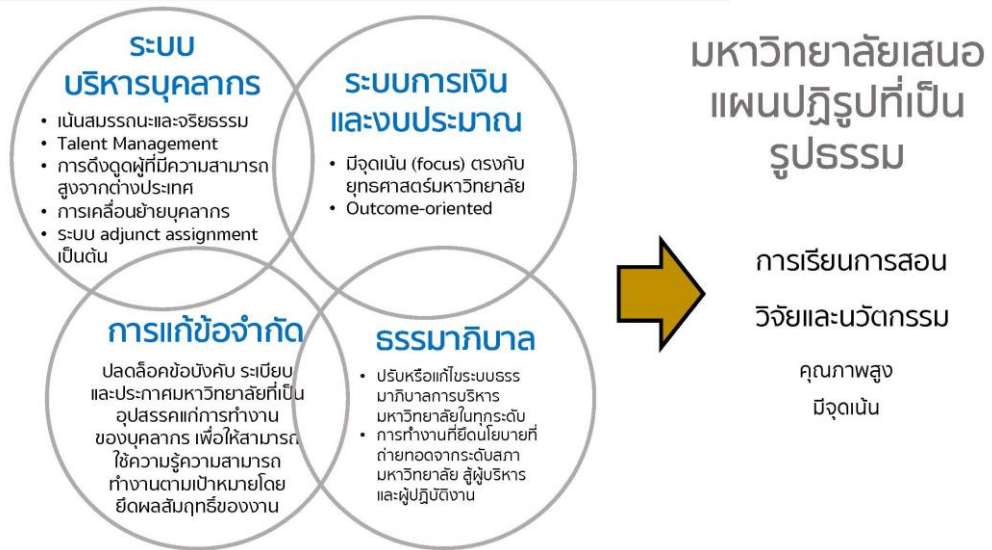 ระบบ
บริหารบุคลากร
• เน้นสมรรถนะและจริยธรรม
• Talent Management
• การดึงดูดผู้ที่มีความสามารถ
สูงจากต่างประเทศ
• การเคลื่อนย้ายบุคลากร
• ระบบ adjunct assignment
เป็นต้น
ระบบการเงิน
และงบประมาณ
• มีจุดเน้น (focus) ตรงกับ
ยุทธศาสตร์มหาวิทยาลัย
• Outcome-oriented
การแก้ข้อจำกัด
ปลดล็อคข้อบังคับ ระเบียบ
และประกาศมหาวิทยาลัยที่เป็น
อุปสรรคแก่การทำงาน
ของบุคลากร เพื่อให้สามารถ
ใช้ความรู้ความสามารถ
ทำงานตามเป้าหมายโดย
ยึดผลสัมฤทธิ์ของงาน
ธรรมาภิบาล
• ปรับหรือแก้ไขระบบธรร
มาภิบาลการบริหาร
มหาวิทยาลัยในทุกระดับ
• การทำงานที่ยึดนโยบายที่
ถ่ายทอดจากระดับสภา
มหาวิทยาลัย สู่ผู้บริหาร
และผู้ปฏิบัติงาน
มหาวิทยาลัยเสนอ
แผนปฏิรูปที่เป็น
รูปธรรม
การเรียนการสอน
วิจัยและนวัตกรรม
คุณภาพสูง
มีจุดเน้น